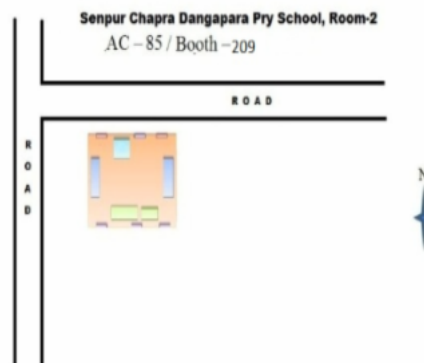 Senpur Chapra Dangapara Pry School, Room-2
AC – 85 / Booth –209
ROAD
ROAD
N